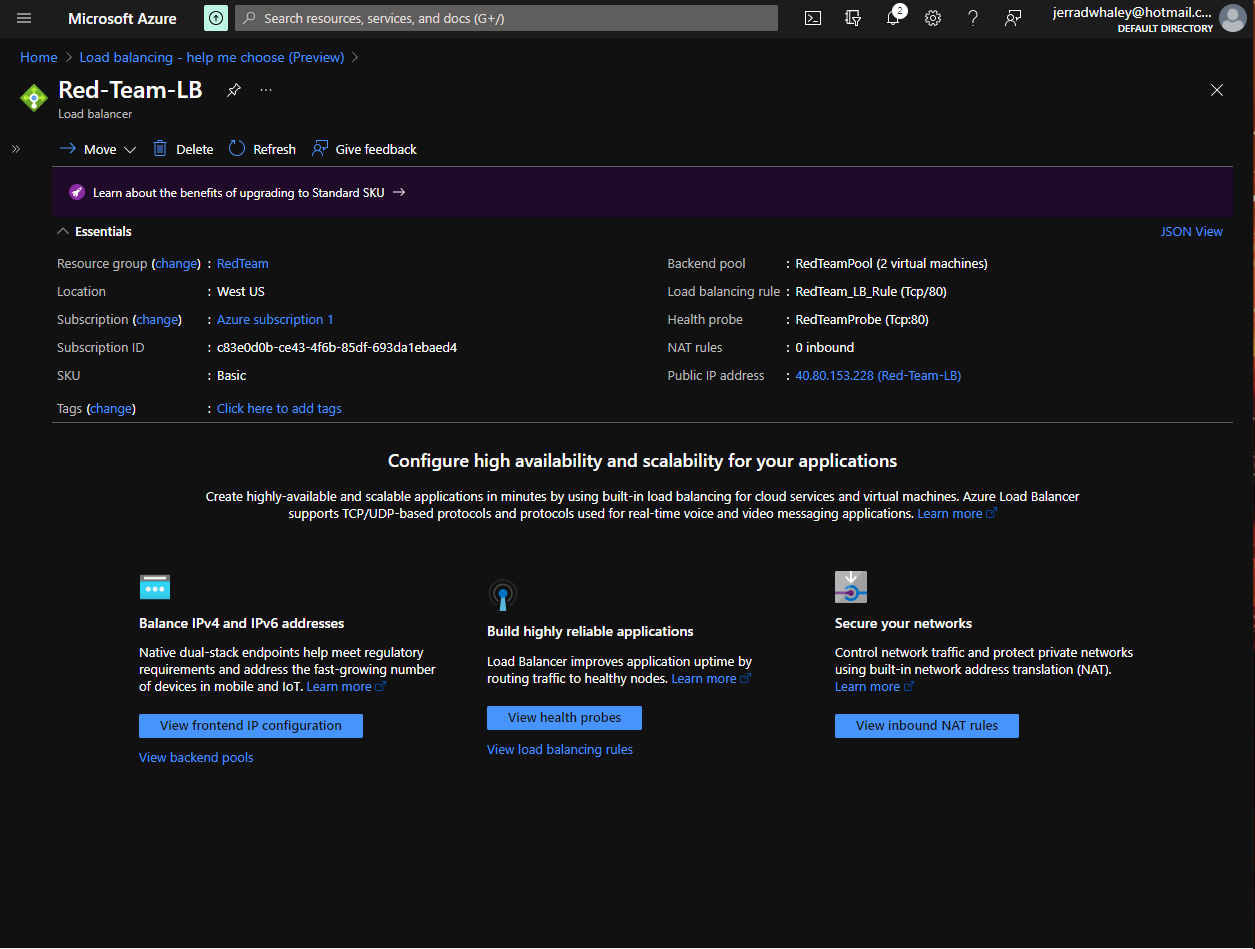 Microsoft Azure
Search resources, services, and docs (G+/)
2
jerradwhaley@hotmail.c...
DEFAULT DIRECTORY
Home > Load balancing - help me choose (Preview) >
Red-Team-LB
Load balancer
Move
Delete
Refresh
Give feedback
Learn about the benefits of upgrading to Standard SKU →
Essentials
JSON View
Resource group (change) : RedTeam
Location : West US
Subscription (change) : Azure subscription 1
Subscription ID : c83e0d0b-ce43-4f6b-85df-693da1ebaed4
SKU : Basic
Tags (change) : Click here to add tags
Backend pool : RedTeamPool (2 virtual machines)
Load balancing rule : RedTeam_LB_Rule (Tcp/80)
Health probe : RedTeamProbe (Tcp:80)
NAT rules : 0 inbound
Public IP address : 40.80.153.228 (Red-Team-LB)
Configure high availability and scalability for your applications
Create highly-available and scalable applications in minutes by using built-in load balancing for cloud services and virtual machines. Azure Load Balancer
supports TCP/UDP-based protocols and protocols used for real-time voice and video messaging applications. Learn more
Balance IPv4 and IPv6 addresses
Native dual-stack endpoints help meet regulatory
requirements and address the fast-growing number
of devices in mobile and IoT. Learn more
View frontend IP configuration
View backend pools
Build highly reliable applications
Load Balancer improves application uptime by
routing traffic to healthy nodes. Learn more
View health probes
View load balancing rules
Secure your networks
Control network traffic and protect private networks
using built-in network address translation (NAT).
Learn more
View inbound NAT rules